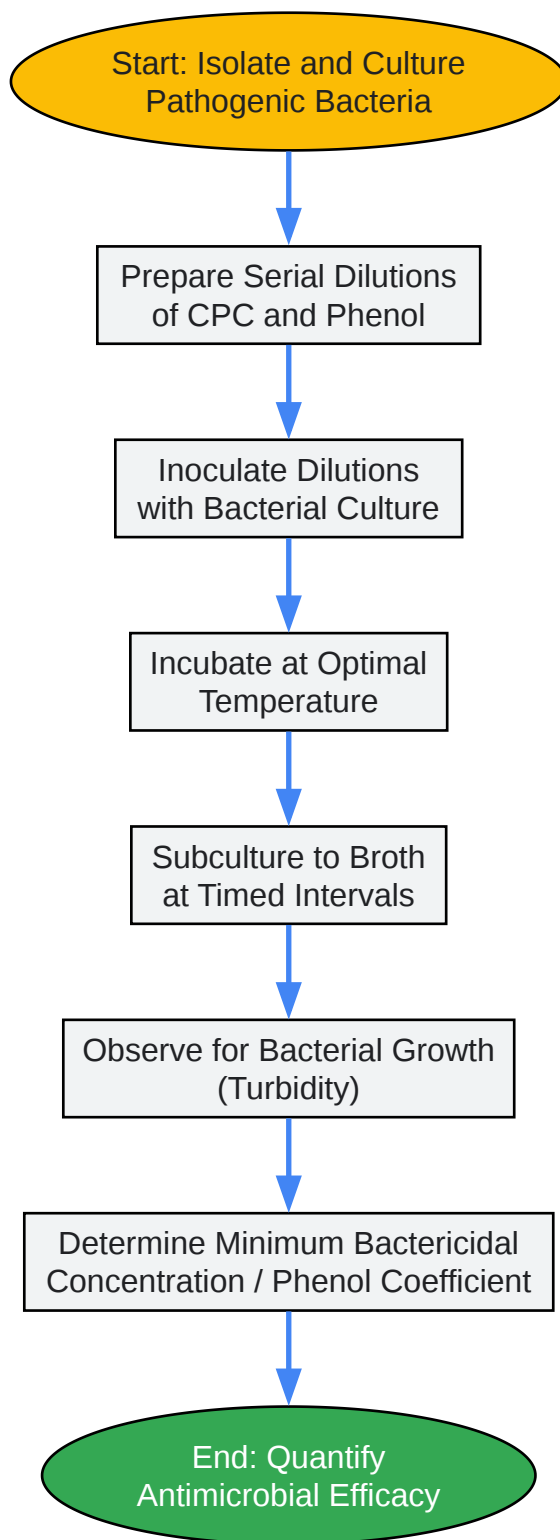 Start: Isolate and Culture
Pathogenic Bacteria
Prepare Serial Dilutions
of CPC and Phenol
Inoculate Dilutions
with Bacterial Culture
Incubate at Optimal
Temperature
Subculture to Broth
at Timed Intervals
Observe for Bacterial Growth
(Turbidity)
Determine Minimum Bactericidal
Concentration / Phenol Coefficient
End: Quantify
Antimicrobial Efficacy